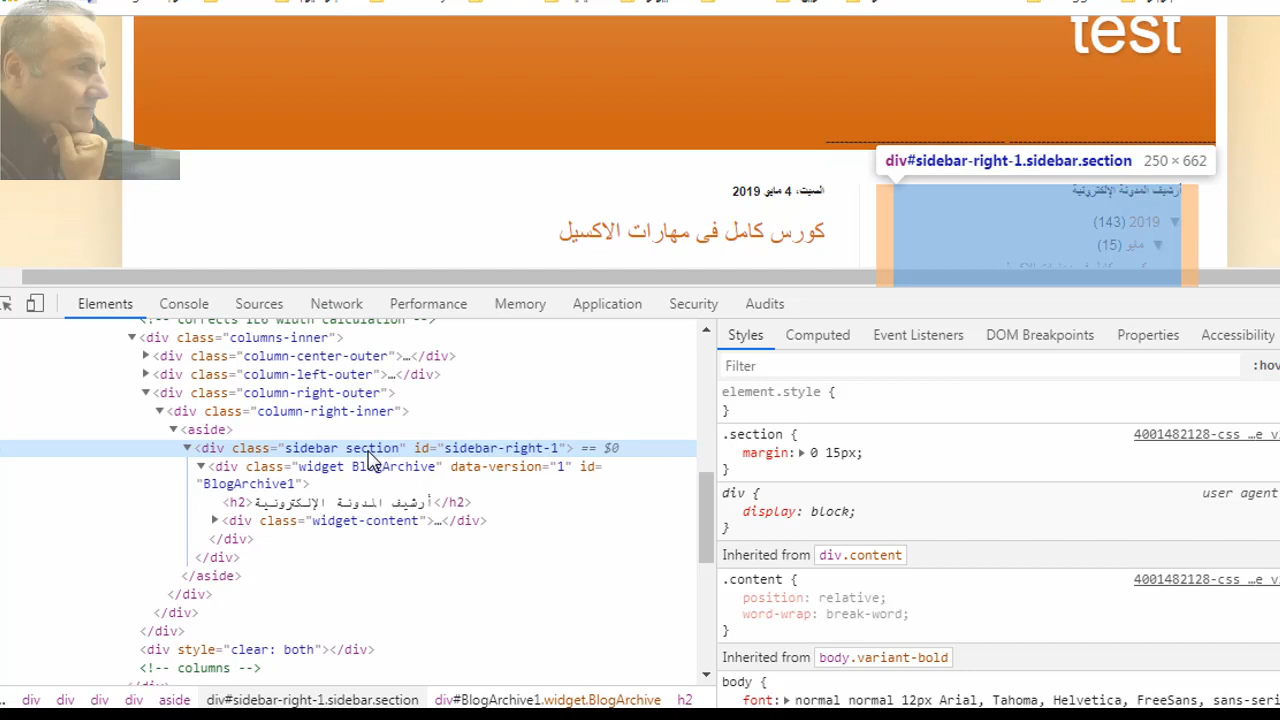 test
div#sidebar-right-1.sidebar.section 250 × 662
السبت، 4 مايو 2019
أرشيف المدونة الإلكترونية
كورس كامل فى مهارات الاكسيل
▼ 2019 (143)
▼ مايو (15)
Elements Console Sources Network Performance Memory Application Security Audits
<!-- corrects IE6 width calculation -->
▼<div class="columns-inner">
▶<div class="column-center-outer">…</div>
▶<div class="column-left-outer">…</div>
▼<div class="column-right-outer">
▼<div class="column-right-inner">
▼<aside>
▼<div class="sidebar section" id="sidebar-right-1"> == $0
▼<div class="widget BlogArchive" data-version="1" id=
"BlogArchive1">
<h2>أرشيف المدونة الإلكترونية</h2>
▶<div class="widget-content">…</div>
</div>
</div>
</aside>
</div>
</div>
</div>
<div style="clear: both"></div>
<!-- columns -->
… div div div aside div#sidebar-right-1.sidebar.section div#BlogArchive1.widget.BlogArchive h2
Styles Computed Event Listeners DOM Breakpoints Properties Accessibility
Filter :hov
element.style {
}
.section { 4001482128-css …e v
margin:▶ 0 15px;
}
div { user agent
display: block;
}
Inherited from div.content
.content { 4001482128-css …e v
position: relative;
word-wrap: break-word;
}
Inherited from body.variant-bold
body { 4001482128-css …e v
font:▶ normal normal 12px Arial, Tahoma, Helvetica, FreeSans, sans-ser